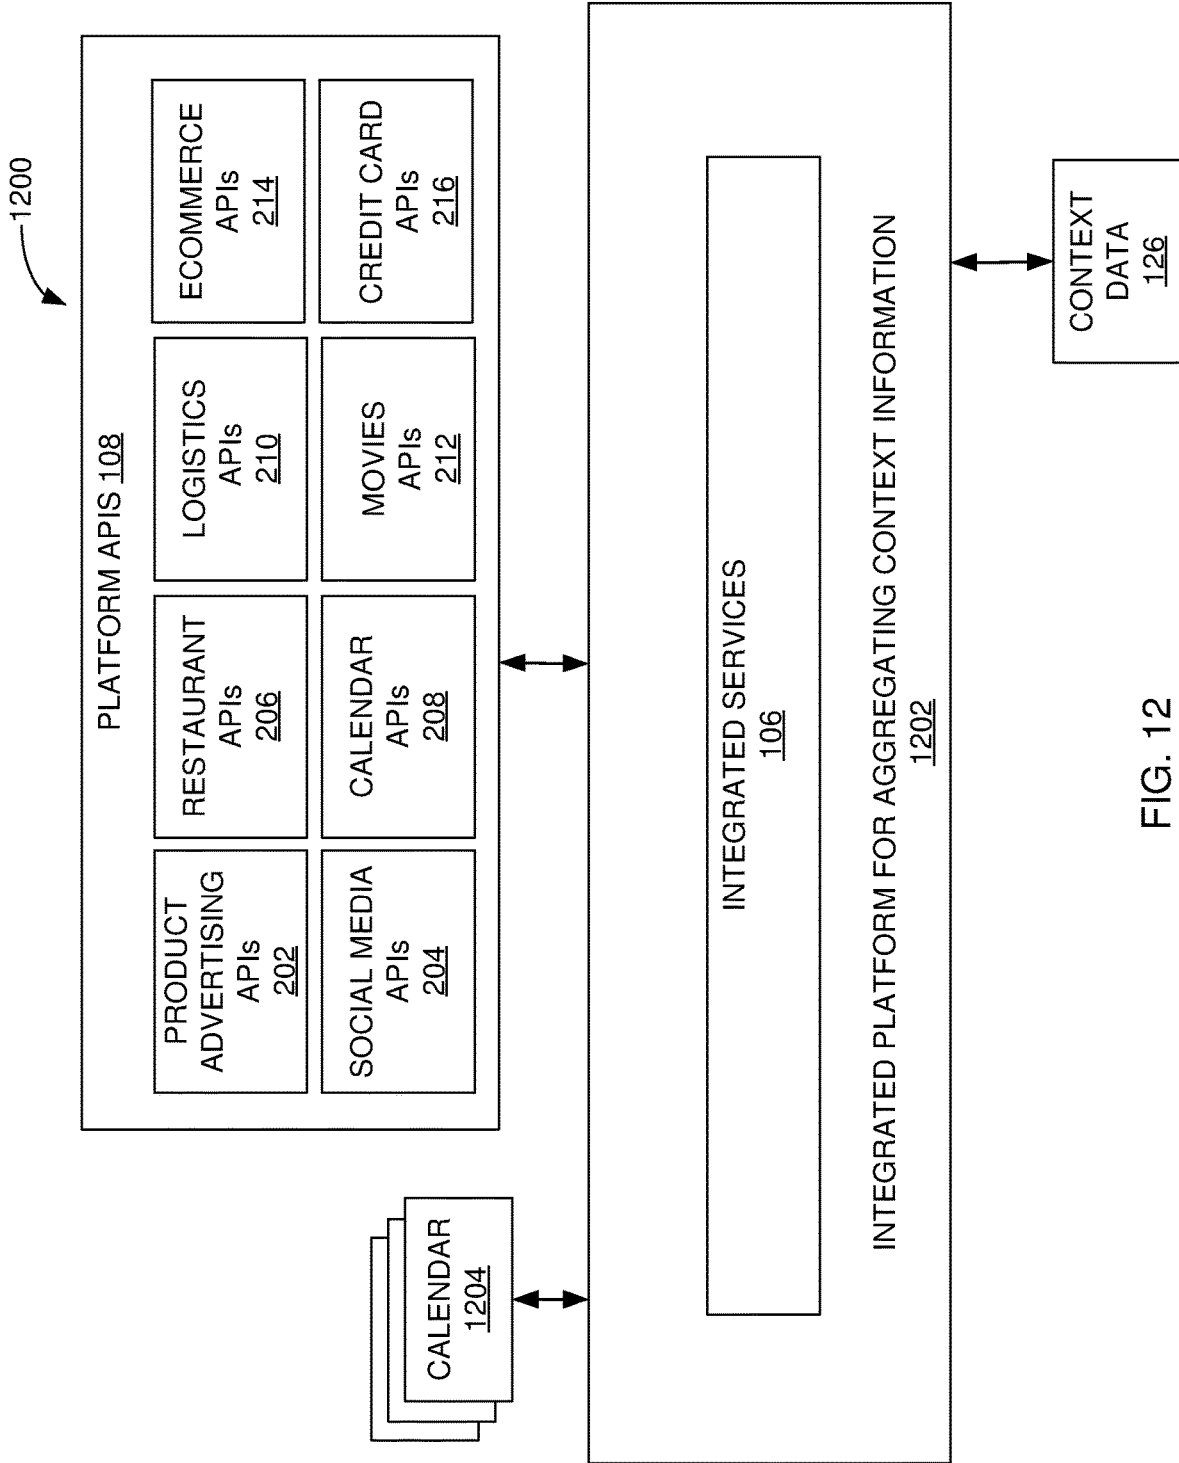 1200
PLATFORM APIS 108
PRODUCT
ADVERTISING
APIs
202
RESTAURANT
APIs
206
LOGISTICS
APIs
210
ECOMMERCE
APIs
214
SOCIAL MEDIA
APIs
204
CALENDAR
APIs
208
MOVIES
APIs
212
CREDIT CARD
APIs
216
CALENDAR
1204
INTEGRATED SERVICES
106
INTEGRATED PLATFORM FOR AGGREGATING CONTEXT INFORMATION
1202
CONTEXT
DATA
126
FIG. 12